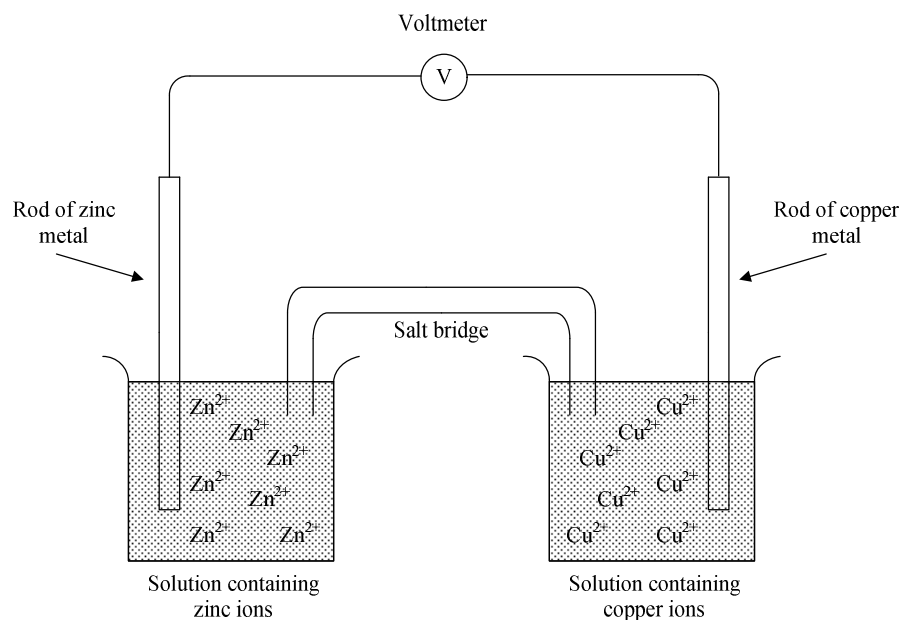 Voltmeter
V
Rod of zinc
metal
Rod of copper
metal
Salt bridge
Zn²⁺
Zn²⁺
Zn²⁺
Zn²⁺
Zn²⁺
Zn²⁺ Zn²⁺
Cu²⁺
Cu²⁺
Cu²⁺
Cu²⁺
Cu²⁺
Cu²⁺ Cu²⁺
Solution containing
zinc ions
Solution containing
copper ions